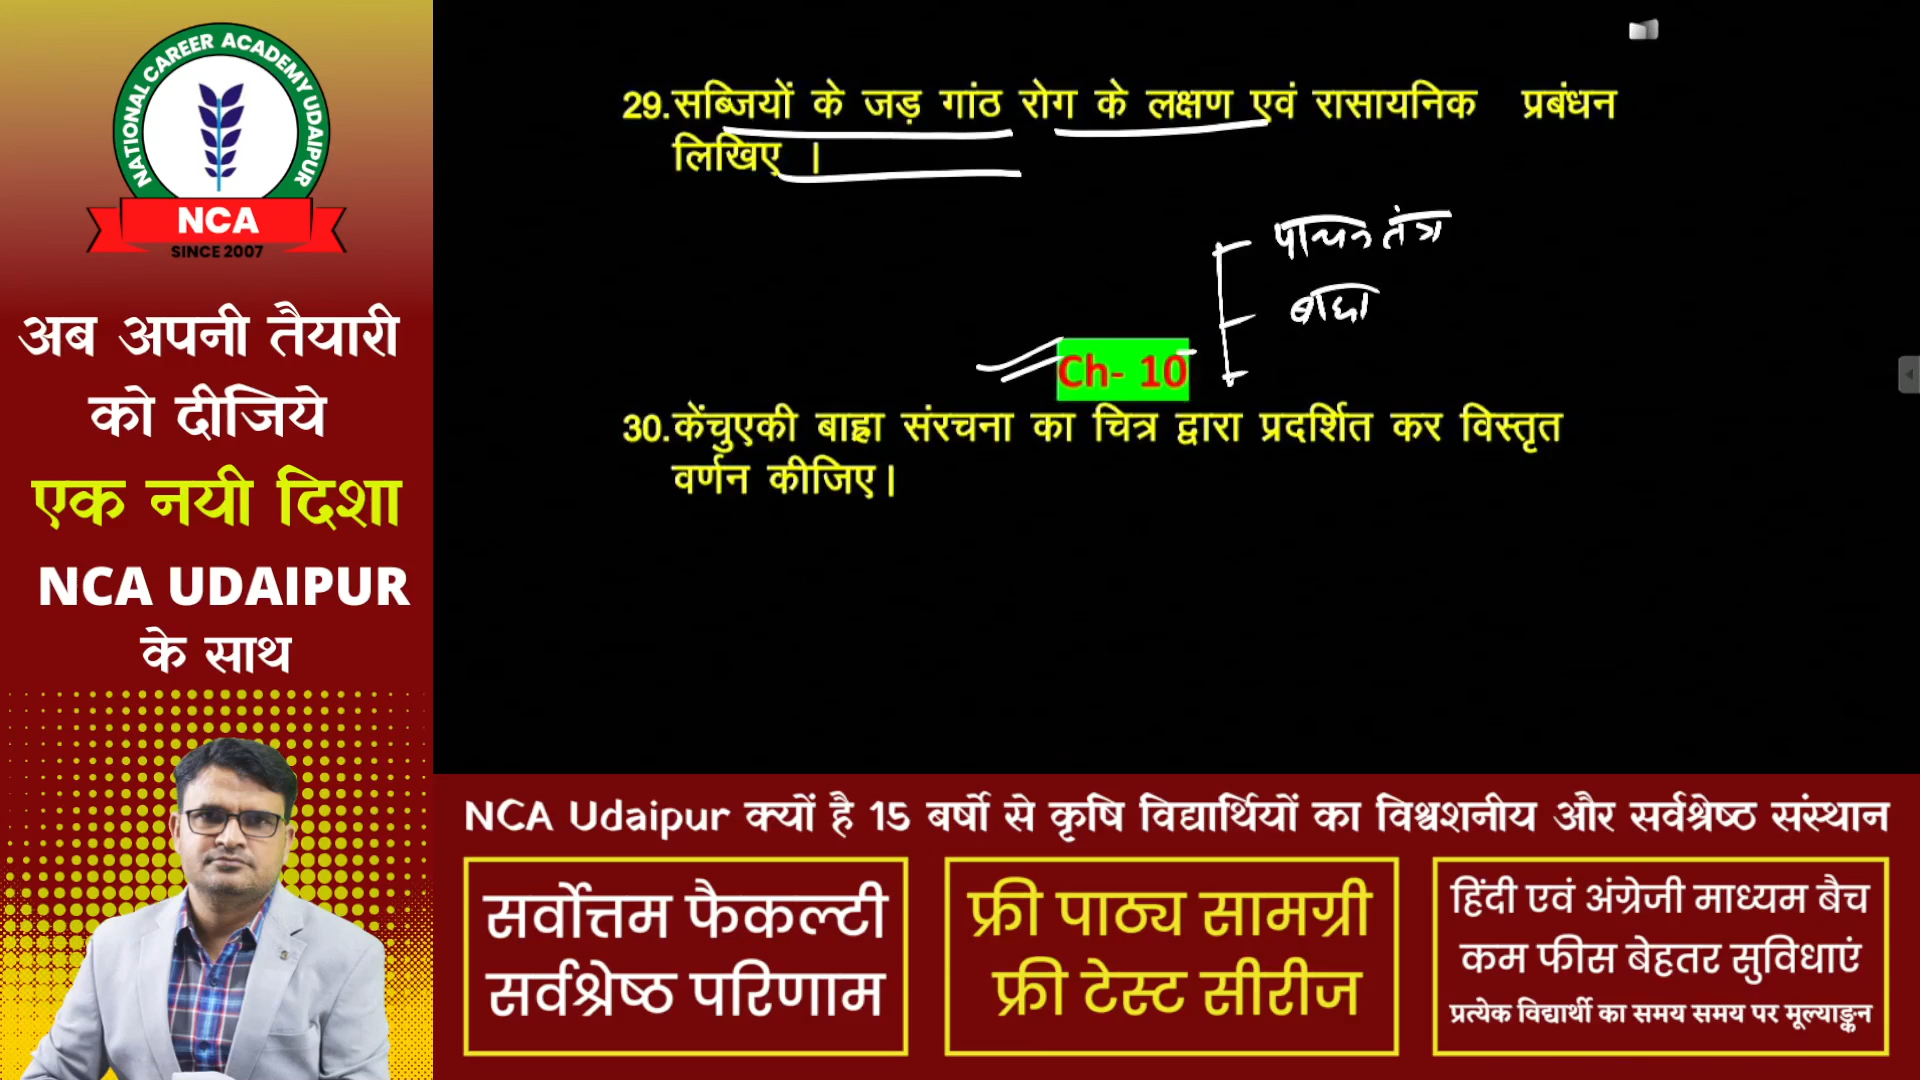 NATIONAL CAREER ACADEMY UDAIPUR
NCA
SINCE 2007
अब अपनी तैयारी
को दीजिये
एक नयी दिशा
NCA UDAIPUR
के साथ
29. सब्जियों के जड़ गांठ रोग के लक्षण एवं रासायनिक प्रबंधन
लिखिए ।
पाचन तंत्र
बाह्य
Ch- 10
30. केंचुएकी बाह्रा संरचना का चित्र द्वारा प्रदर्शित कर विस्तृत
वर्णन कीजिए।
NCA Udaipur क्यों है 15 बर्षो से कृषि विद्यार्थियों का विश्वशनीय और सर्वश्रेष्ठ संस्थान
सर्वोत्तम फैकल्टी
सर्वश्रेष्ठ परिणाम
फ्री पाठ्य सामग्री
फ्री टेस्ट सीरीज
हिंदी एवं अंग्रेजी माध्यम बैच
कम फीस बेहतर सुविधाएं
प्रत्येक विद्यार्थी का समय समय पर मूल्याङ्कन